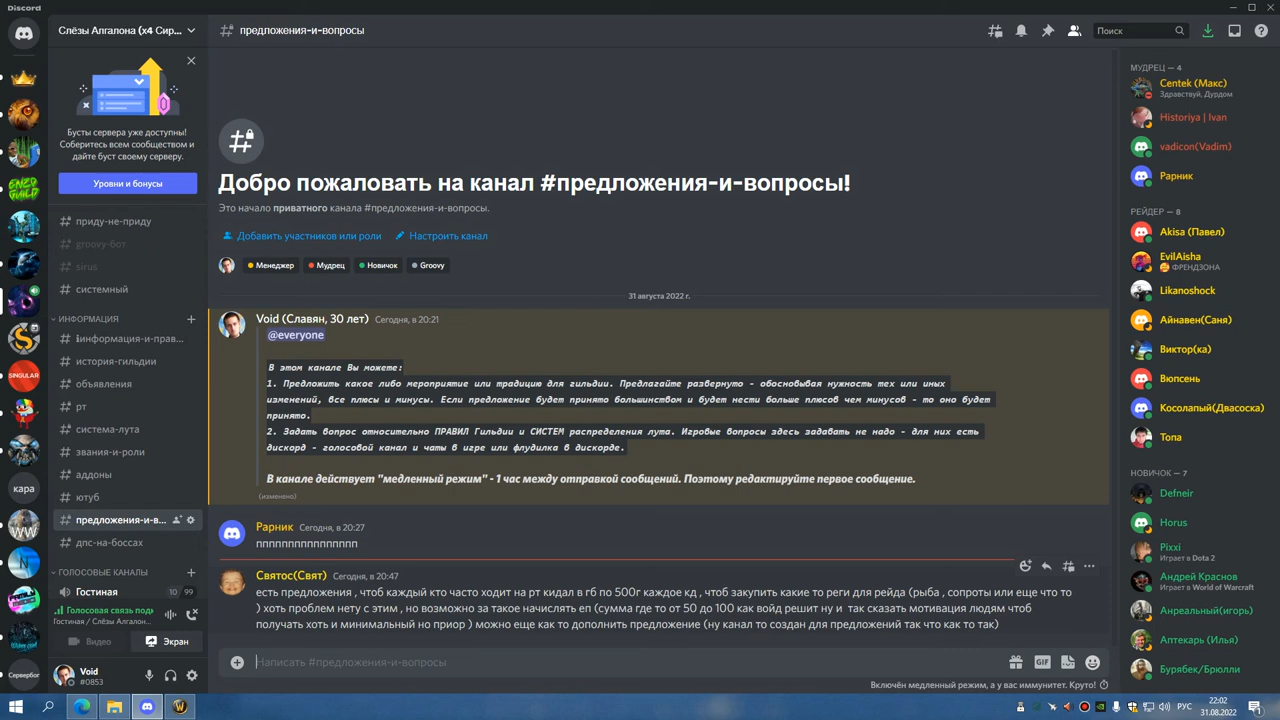 Discord
Слёзы Алгалона (x4 Сир...
Бусты сервера уже доступны!
Соберитесь всем сообществом и
дайте буст своему серверу.
Уровни и бонусы
приду-не-приду
groovy-бот
sirus
системный
ИНФОРМАЦИЯ
информация-и-прав...
история-гильдии
объявления
рт
система-лута
звания-и-роли
аддоны
ютуб
предложения-и-в...
дпс-на-боссах
ГОЛОСОВЫЕ КАНАЛЫ
Гостиная
10 99
Голосовая связь подк
Гостиная / Слёзы Алгалон...
Видео
Экран
Void
#0853
ENZO
GUILD
SINGULAR
кара
WW
Сервербог
предложения-и-вопросы
Поиск
Добро пожаловать на канал #предложения-и-вопросы!
Это начало приватного канала #предложения-и-вопросы.
Добавить участников или роли
Настроить канал
Менеджер
Мудрец
Новичок
Groovy
31 августа 2022 г.
Void (Славян, 30 лет) Сегодня, в 20:21
@everyone
В этом канале Вы можете:
1. Предложить какое либо мероприятие или традицию для гильдии. Предлагайте развернуто - обосновывая нужность тех или иных
изменений, все плюсы и минусы. Если предложение будет принято большинством и будет нести больше плюсов чем минусов - то оно будет
принято.
2. Задать вопрос относительно ПРАВИЛ Гильдии и СИСТЕМ распределения лута. Игровые вопросы здесь задавать не надо - для них есть
дискорд - голосовой канал и чаты в игре или флудилка в дискорде.
В канале действует "медленный режим" - 1 час между отправкой сообщений. Поэтому редактируйте первое сообщение.
(изменено)
Рарник Сегодня, в 20:27
ппппппппппппппп
Святос(Свят) Сегодня, в 20:47
есть предложения , чтоб каждый кто часто ходит на рт кидал в гб по 500г каждое кд , чтоб закупить какие то реги для рейда (рыба , сопроты или еще что то
) хоть проблем нету с этим , но возможно за такое начислять еп (сумма где то от 50 до 100 как войд решит ну и так сказать мотивация людям чтоб
получать хоть и минимальный но приор ) можно еще как то дополнить предложение (ну канал то создан для предложений так что как то так)
Написать #предложения-и-вопросы
GIF
Включён медленный режим, а у вас иммунитет. Круто!
МУДРЕЦ — 4
Centek (Макс)
Здравствуй, Дурдом
Historiya | Ivan
vadicon(Vadim)
Рарник
РЕЙДЕР — 8
Akisa (Павел)
EvilAisha
ФРЕНДЗОНА
Likanoshock
Айнавен(Саня)
Виктор(ка)
Вюпсень
Косолапый(Двасоска)
Топа
НОВИЧОК — 7
Defneir
Horus
Pixxi
Играет в Dota 2
Андрей Краснов
Играет в World of Warcraft
Анреальный(игорь)
Аптекарь (Илья)
Бурябек/Брюлли
РУС
22:02
31.08.2022